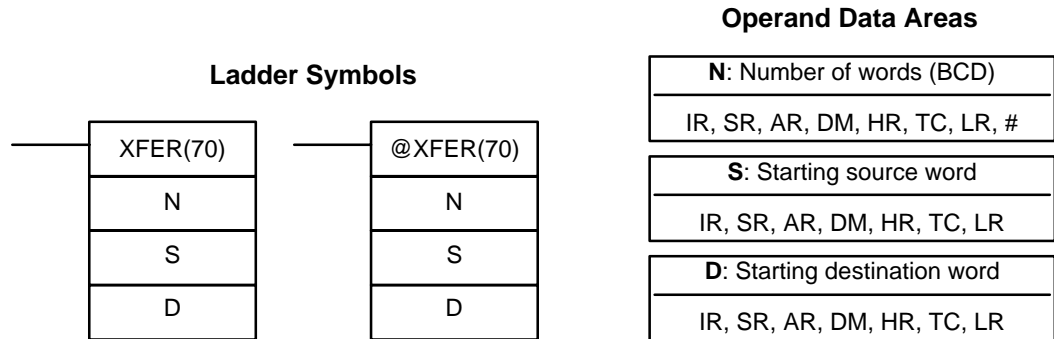 Ladder Symbols
XFER(70)
N
S
D
@XFER(70)
N
S
D
Operand Data Areas
N: Number of words (BCD)
IR, SR, AR, DM, HR, TC, LR, #
S: Starting source word
IR, SR, AR, DM, HR, TC, LR
D: Starting destination word
IR, SR, AR, DM, HR, TC, LR